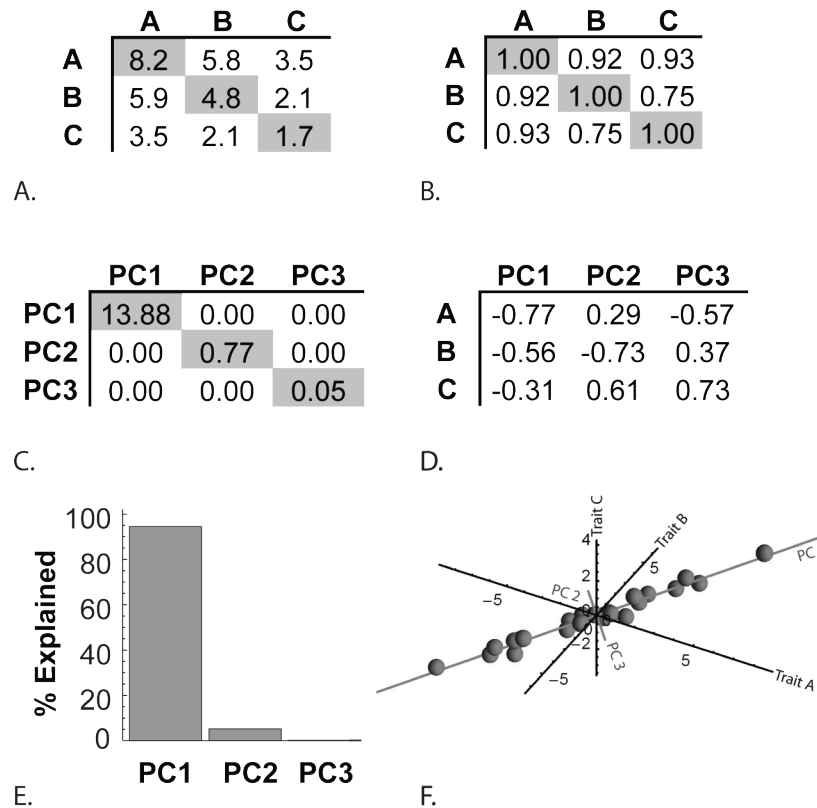 A B C
A 8.2 5.8 3.5
B 5.9 4.8 2.1
C 3.5 2.1 1.7
A.
A B C
A 1.00 0.92 0.93
B 0.92 1.00 0.75
C 0.93 0.75 1.00
B.
PC1 PC2 PC3
PC1 13.88 0.00 0.00
PC2 0.00 0.77 0.00
PC3 0.00 0.00 0.05
C.
PC1 PC2 PC3
A -0.77 0.29 -0.57
B -0.56 -0.73 0.37
C -0.31 0.61 0.73
D.
% Explained
100
80
60
40
20
0
PC1 PC2 PC3
E.
Trait C
Trait B
4
2
0
−2
5
−5
−5
5
0
0
PC 2
PC 3
PC
Trait A
F.